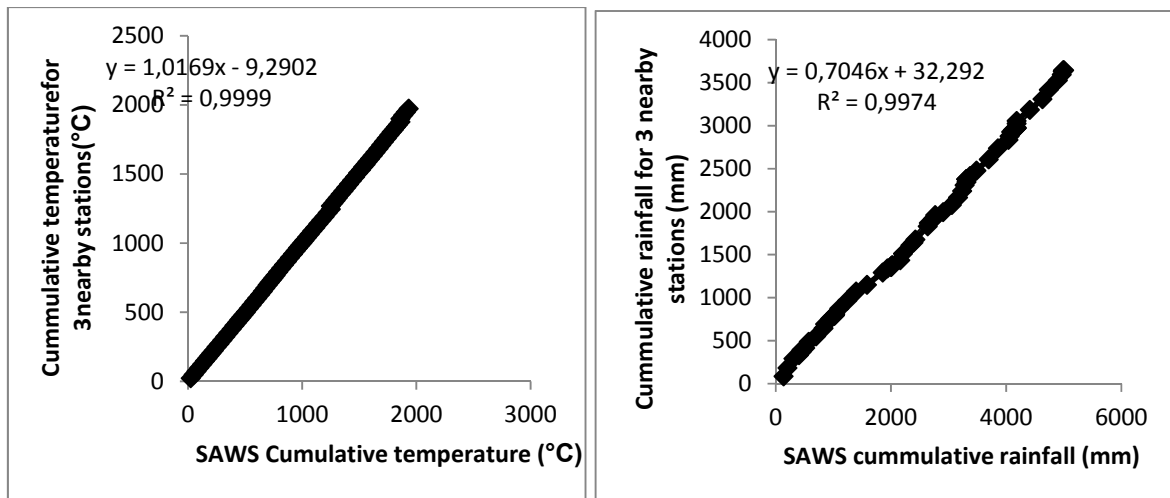 Cummulative temperaturefor
3nearby stations(°C)
2500
2000
1500
1000
500
0
y = 1,0169x - 9,2902
R² = 0,9999
0 1000 2000 3000
SAWS Cumulative temperature (°C)
Cummulative rainfall for 3 nearby
stations (mm)
4000
3500
3000
2500
2000
1500
1000
500
0
y = 0,7046x + 32,292
R² = 0,9974
0 2000 4000 6000
SAWS cummulative rainfall (mm)